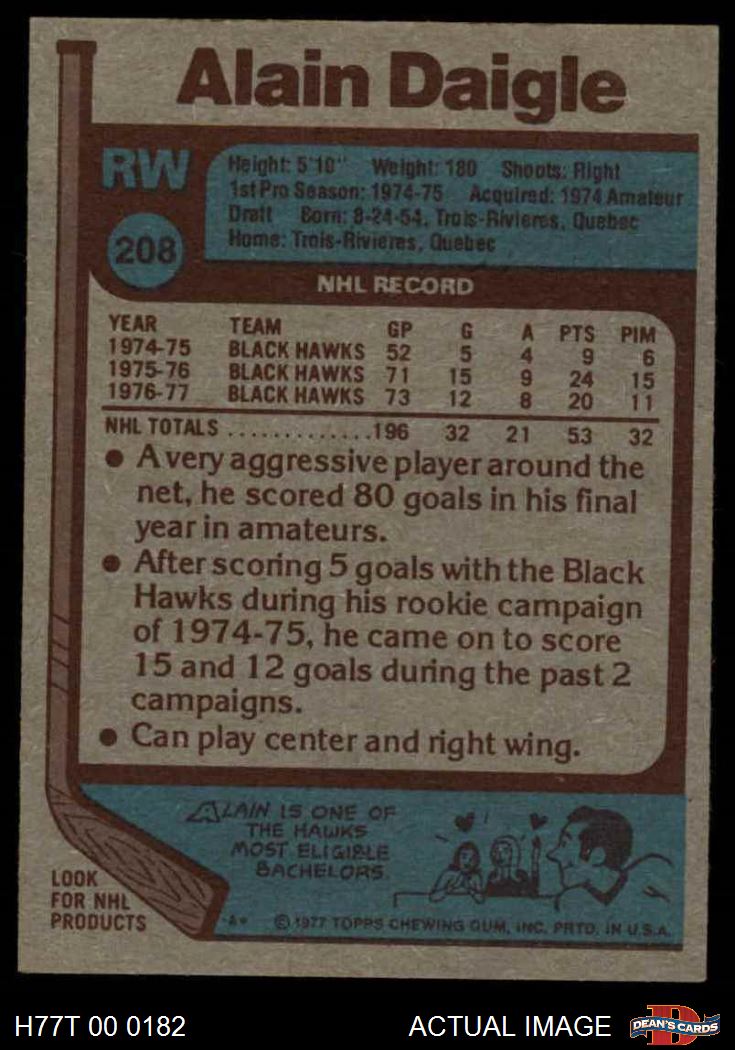 Alain Daigle
RW
208
Height: 5'10" Weight: 180 Shoots: Right
1st Pro Season: 1974-75 Acquired: 1974 Amateur
Draft Born: 8-24-54, Trois-Rivieres, Quebec
Home: Trois-Rivieres, Quebec
NHL RECORD
YEAR TEAM GP G A PTS PIM
1974-75 BLACK HAWKS 52 5 4 9 6
1975-76 BLACK HAWKS 71 15 9 24 15
1976-77 BLACK HAWKS 73 12 8 20 11
NHL TOTALS .............196 32 21 53 32
● A very aggressive player around the
net, he scored 80 goals in his final
year in amateurs.
● After scoring 5 goals with the Black
Hawks during his rookie campaign
of 1974-75, he came on to score
15 and 12 goals during the past 2
campaigns.
● Can play center and right wing.
ALAIN IS ONE OF
THE HAWKS
MOST ELIGIBLE
BACHELORS.
LOOK
FOR NHL
PRODUCTS
*A* © 1977 TOPPS CHEWING GUM, INC. PRTD. IN U.S.A.
H77T 00 0182 ACTUAL IMAGE
D
DEAN'S CARDS